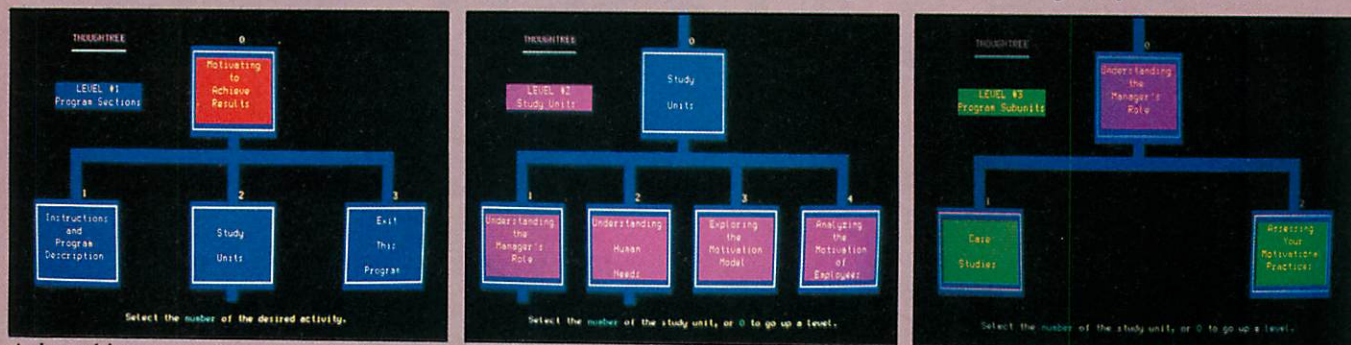 THOUGHTREE
LEVEL #1
Program Sections
0
Motivating
to
Achieve
Results
1
Instructions
and
Program
Description
2
Study
Units
3
Exit
This
Program
Select the number of the desired activity.
THOUGHTREE
LEVEL #2
Study Units
0
Study
Units
1
Understanding
the
Manager's
Role
2
Understanding
Human
Needs
3
Exploring
the
Motivation
Model
4
Analyzing
the
Motivation
of
Employees
Select the number of the study unit, or 0 to go up a level.
THOUGHTREE
LEVEL #3
Program Subunits
0
Understanding
the
Manager's
Role
1
Case
Studies
2
Assessing
Your
Motivational
Practices
Select the number of the study unit, or 0 to go up a level.